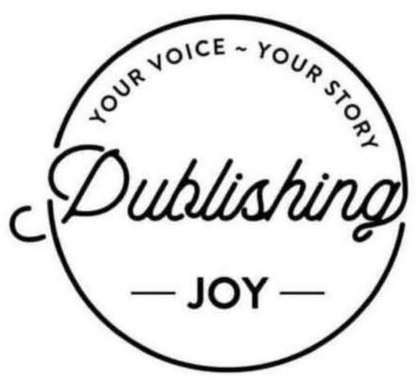 YOUR VOICE ~ YOUR STORY
Publishing
— JOY —